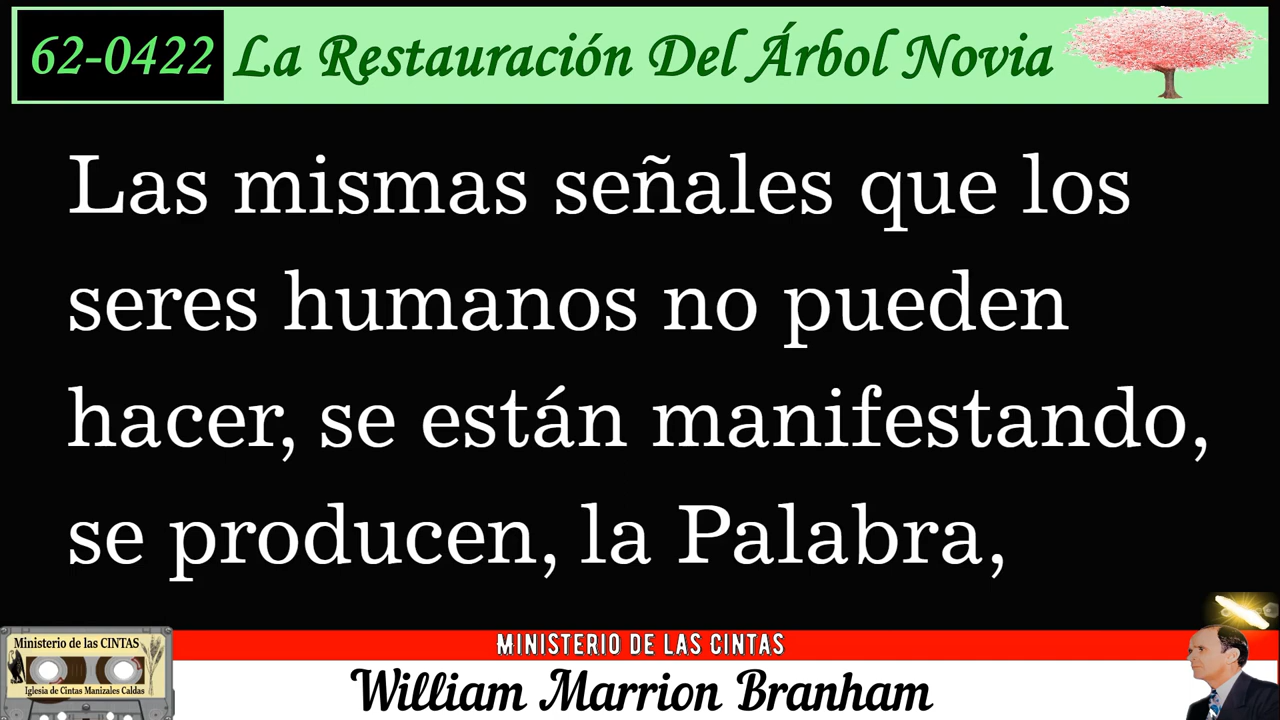 62-0422 La Restauración Del Árbol Novia
Las mismas señales que los
seres humanos no pueden
hacer, se están manifestando,
se producen, la Palabra,
Ministerio de las CINTAS
Iglesia de Cintas Manizales Caldas
MINISTERIO DE LAS CINTAS
William Marrion Branham